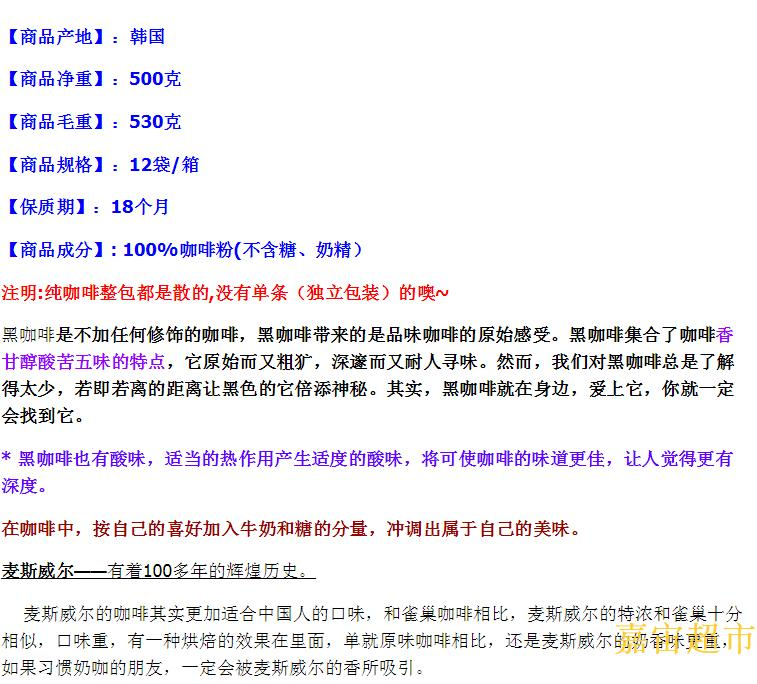 【商品产地】：韩国
【商品净重】：500克
【商品毛重】：530克
【商品规格】：12袋/箱
【保质期】：18个月
【商品成分】：100%咖啡粉(不含糖、奶精）
注明:纯咖啡整包都是散的,没有单条（独立包装）的噢~
黑咖啡是不加任何修饰的咖啡，黑咖啡带来的是品味咖啡的原始感受。黑咖啡集合了咖啡香
甘醇酸苦五味的特点，它原始而又粗犷，深邃而又耐人寻味。然而，我们对黑咖啡总是了解
得太少，若即若离的距离让黑色的它倍添神秘。其实，黑咖啡就在身边，爱上它，你就一定
会找到它。
* 黑咖啡也有酸味，适当的热作用产生适度的酸味，将可使咖啡的味道更佳，让人觉得更有
深度。
在咖啡中，按自己的喜好加入牛奶和糖的分量，冲调出属于自己的美味。
麦斯威尔——有着100多年的辉煌历史。
麦斯威尔的咖啡其实更加适合中国人的口味，和雀巢咖啡相比，麦斯威尔的特浓和雀巢十分
相似，口味重，有一种烘焙的效果在里面，单就原味咖啡相比，还是麦斯威尔的奶香味更重，
如果习惯奶咖的朋友，一定会被麦斯威尔的香所吸引。
嘉宙超市